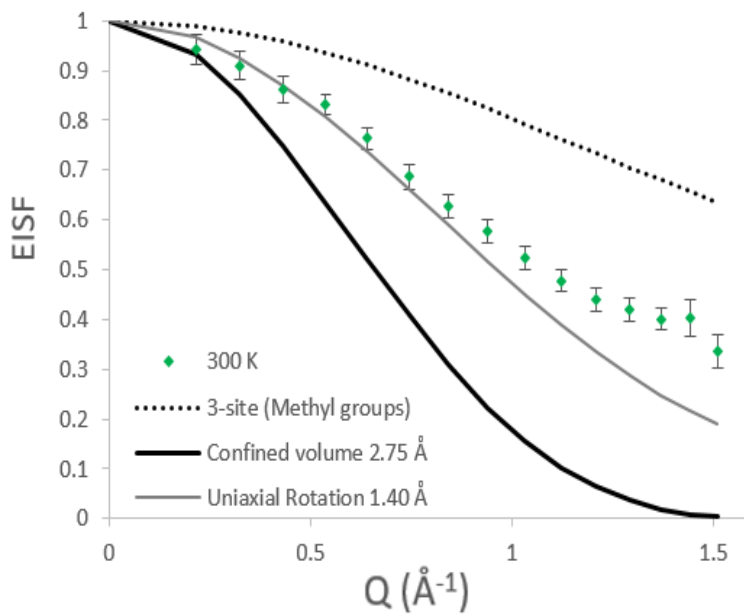 1
0.9
0.8
0.7
0.6
0.5
0.4
0.3
0.2
0.1
0
EISF
300 K
3-site (Methyl groups)
Confined volume 2.75 Å
Uniaxial Rotation 1.40 Å
0 0.5 1 1.5
Q (Å⁻¹)